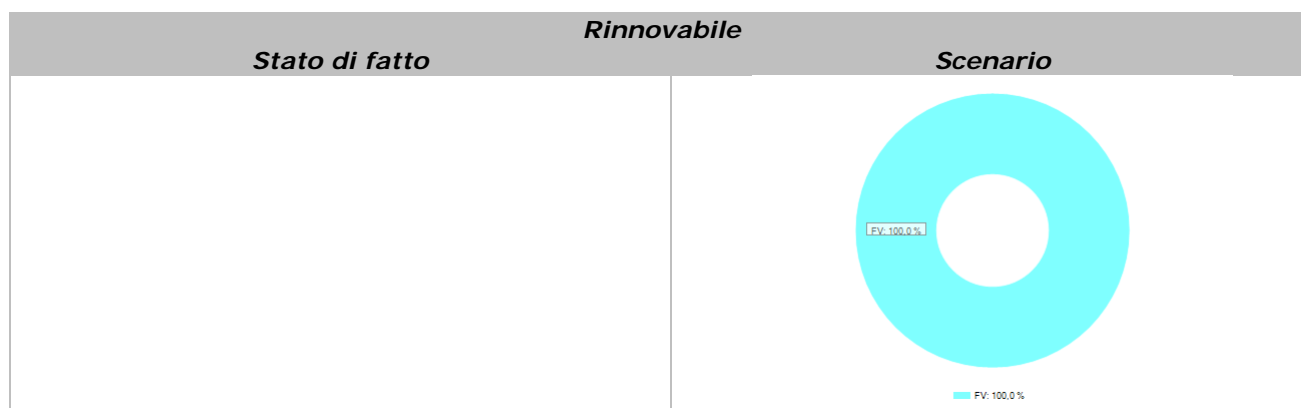 Rinnovabile
Stato di fatto
Scenario
FV: 100,0 %
FV: 100,0 %